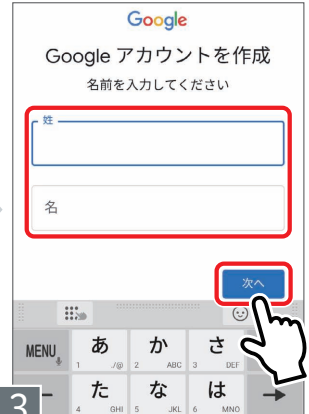 Google
Google アカウントを作成
名前を入力してください
姓
名
次へ
MENU
あ
か
さ
1 ./@
2 ABC
3 DEF
た
な
は
4 GHI
5 JKL
6 MNO
3